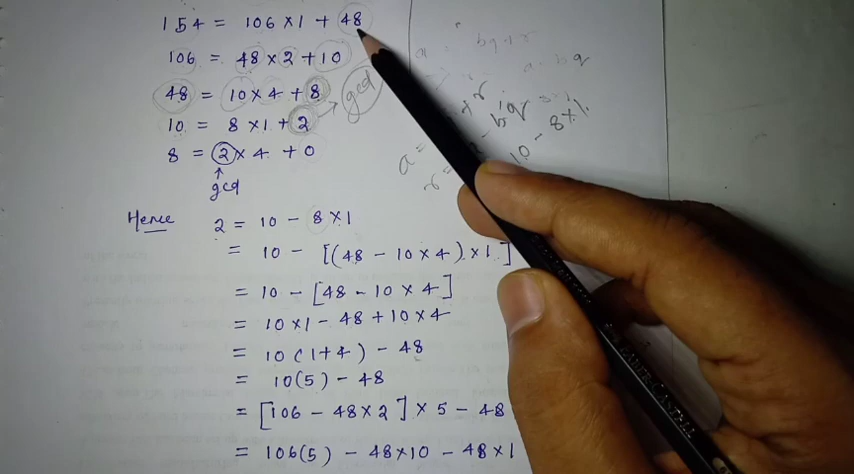 154 = 106 × 1 + 48
106 = 48 × 2 + 10
48 = 10 × 4 + 8
gcd
10 = 8 × 1 + 2
8 = 2 × 4 + 0
↑
gcd
Hence 2 = 10 - 8 × 1
= 10 - [(48 - 10 × 4) × 1]
= 10 - [48 - 10 × 4]
= 10 × 1 - 48 + 10 × 4
= 10 (1 + 4) - 48
= 10(5) - 48
= [106 - 48 × 2] × 5 - 48
= 106(5) - 48 × 10 - 48 × 1
10 - 8 × 1